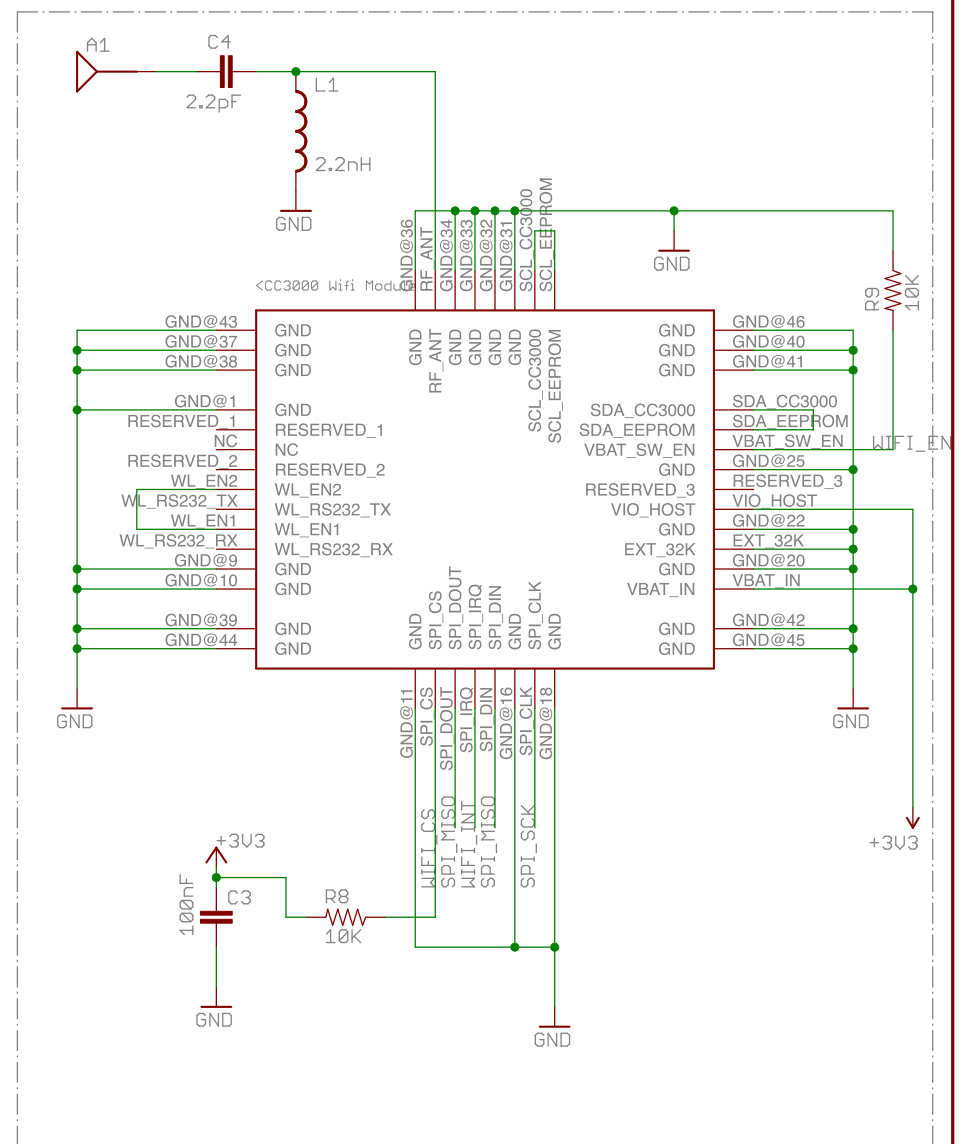 A1
C4
2.2pF
L1
2.2nH
GND
GND@36
RF_ANT
GND@34
GND@33
GND@32
GND@31
SCL_CC3000
SCL_EEPROM
GND
R9
10K
<CC3000 Wifi Module
GND
RF_ANT
GND
GND
GND
GND
SCL_CC3000
SCL_EEPROM
GND@43 GND
GND@37 GND
GND@38 GND
GND@1 GND
RESERVED_1 RESERVED_1
NC NC
RESERVED_2 RESERVED_2
WL_EN2 WL_EN2
WL_RS232_TX WL_RS232_TX
WL_EN1 WL_EN1
WL_RS232_RX WL_RS232_RX
GND@9 GND
GND@10 GND
GND@39 GND
GND@44 GND
GND
GND GND@46
GND GND@40
GND GND@41
SDA_CC3000 SDA_CC3000
SDA_EEPROM SDA_EEPROM
VBAT_SW_EN VBAT_SW_EN WIFI_EN
GND GND@25
RESERVED_3 RESERVED_3
VIO_HOST VIO_HOST
GND GND@22
EXT_32K EXT_32K
GND GND@20
VBAT_IN VBAT_IN
GND GND@42
GND GND@45
GND
+3V3
GND
SPI_CS
SPI_DOUT
SPI_IRQ
SPI_DIN
GND
SPI_CLK
GND
GND@11
SPI_CS
SPI_DOUT
SPI_IRQ
SPI_DIN
GND@16
SPI_CLK
GND@18
WIFI_CS
SPI_MISO
WIFI_INT
SPI_MISO
SPI_SCK
+3V3
100nF
C3
GND
R8
10K
GND